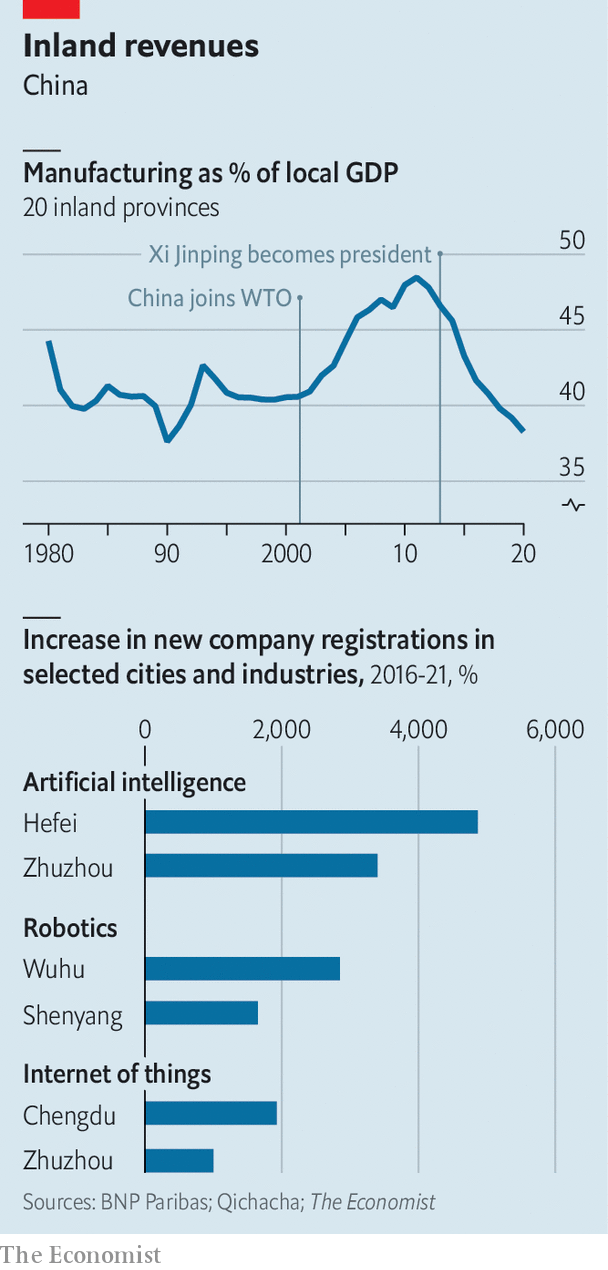 Inland revenues
China
Manufacturing as % of local GDP
20 inland provinces
50
Xi Jinping becomes president
China joins WTO
45
40
35
1980 90 2000 10 20
Increase in new company registrations in
selected cities and industries, 2016-21, %
0 2,000 4,000 6,000
Artificial intelligence
Hefei
Zhuzhou
Robotics
Wuhu
Shenyang
Internet of things
Chengdu
Zhuzhou
Sources: BNP Paribas; Qichacha; The Economist
The Economist